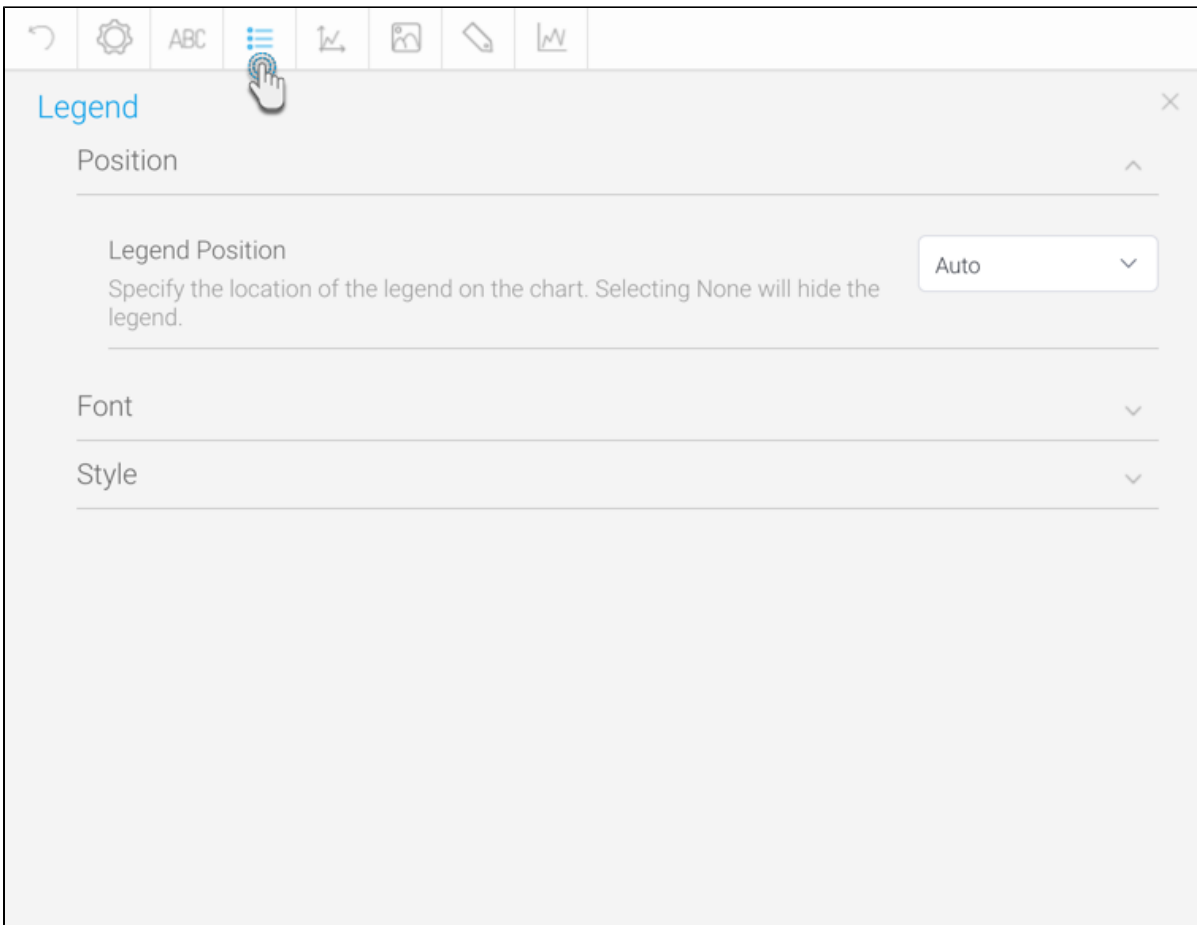 ABC
Legend
Position
Legend Position
Auto
Specify the location of the legend on the chart. Selecting None will hide the
legend.
Font
Style